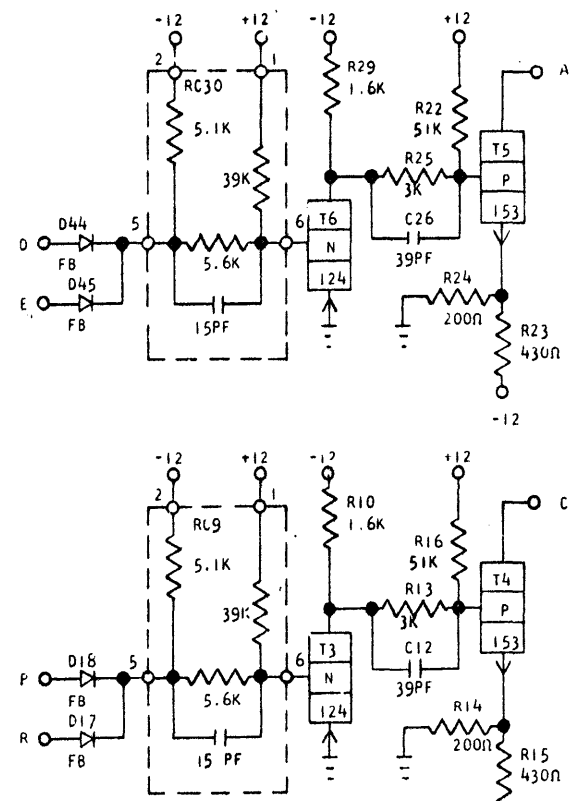 -12 +12 -12 +12
2 1
RC30
R29
1.6K
A
5.1K
R22
51K
T5
39K
R25
3K
P
T6
153
D44
5
6
C26
D
N
FB
5.6K
39PF
D45
124
R24
E
FB
15PF
200Ω
R23
430Ω
-12
-12 +12 -12 +12
2 1
RC9
R10
1.6K
C
5.1K
R16
51K
T4
39K
R13
3K
P
T3
153
D18
5
6
C12
P
N
FB
5.6K
39PF
D17
124
R14
R
FB
15 PF
200Ω
R15
430Ω